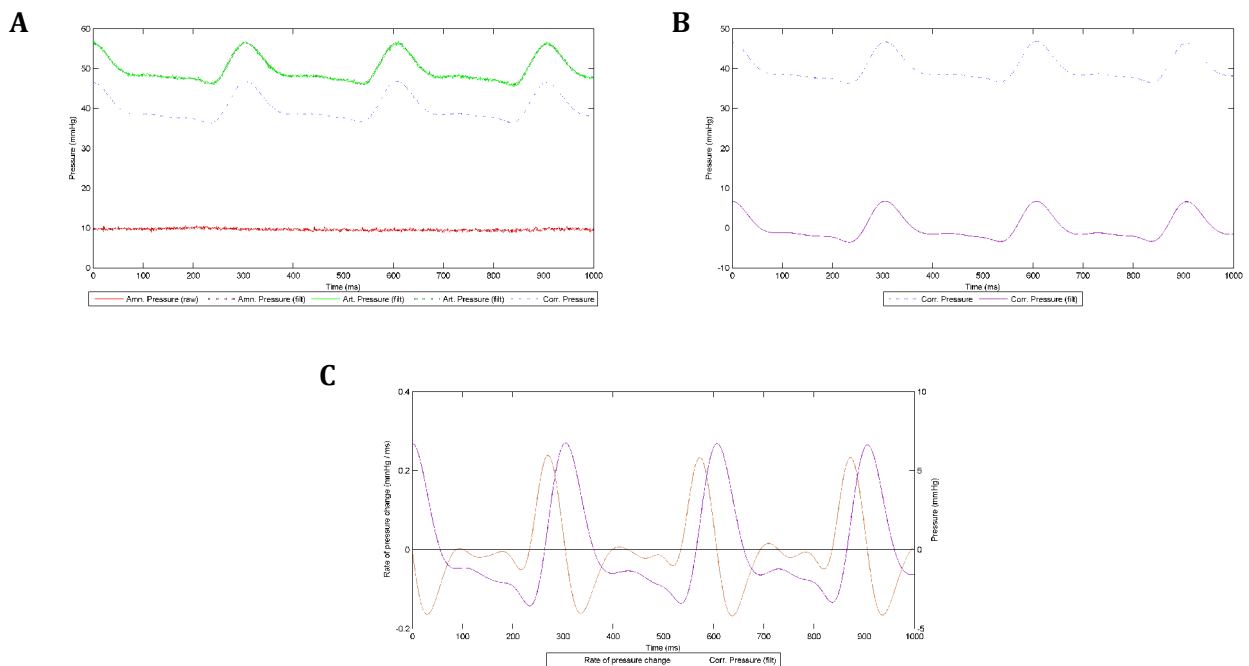 A
60
50
40
30
20
10
0
Pressure (mmHg)
0 100 200 300 400 500 600 700 800 900 1000
Time (ms)
Amn. Pressure (raw) Amn. Pressure (filt) Art. Pressure (filt) Art. Pressure (filt) Corr. Pressure
B
50
40
30
20
10
0
-10
Pressure (mmHg)
0 100 200 300 400 500 600 700 800 900 1000
Time (ms)
Corr. Pressure Corr. Pressure (filt)
C
0.4
0.2
0
-0.2
Rate of pressure change (mmHg / ms)
10
5
0
-5
Pressure (mmHg)
0 100 200 300 400 500 600 700 800 900 1000
Time (ms)
Rate of pressure change Corr. Pressure (filt)